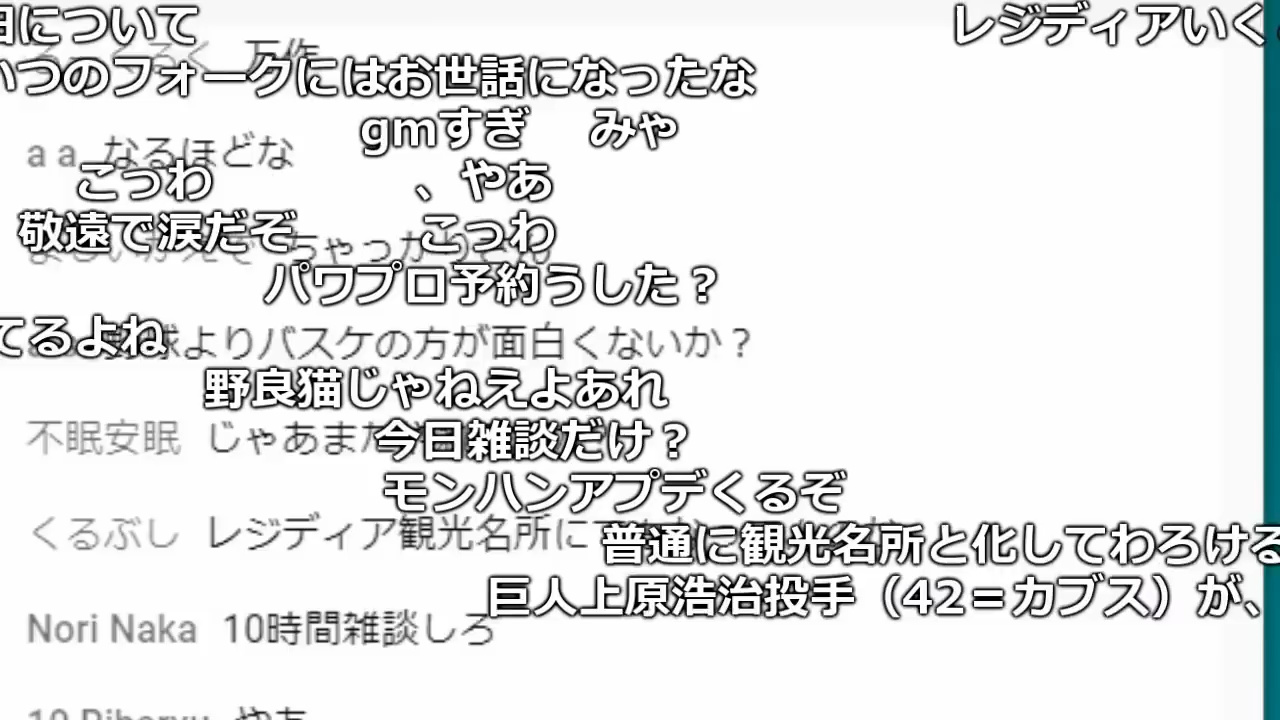 日について
レジディアいく
万作
いつのフォークにはお世話になったな
gmすぎ
みゃ
a a なるほどな
こっわ
、やあ
敬遠で涙だぞ
こっわ
パワプロ予約うした？
てるよね
よりバスケの方が面白くないか？
野良猫じゃねえよあれ
不眠安眠 じゃあまた
今日雑談だけ？
モンハンアプデくるぞ
くるぶし レジディア観光名所に
普通に観光名所と化してわろける
巨人上原浩治投手（42＝カブス）が、
Nori Naka 10時間雑談しろ
やあ